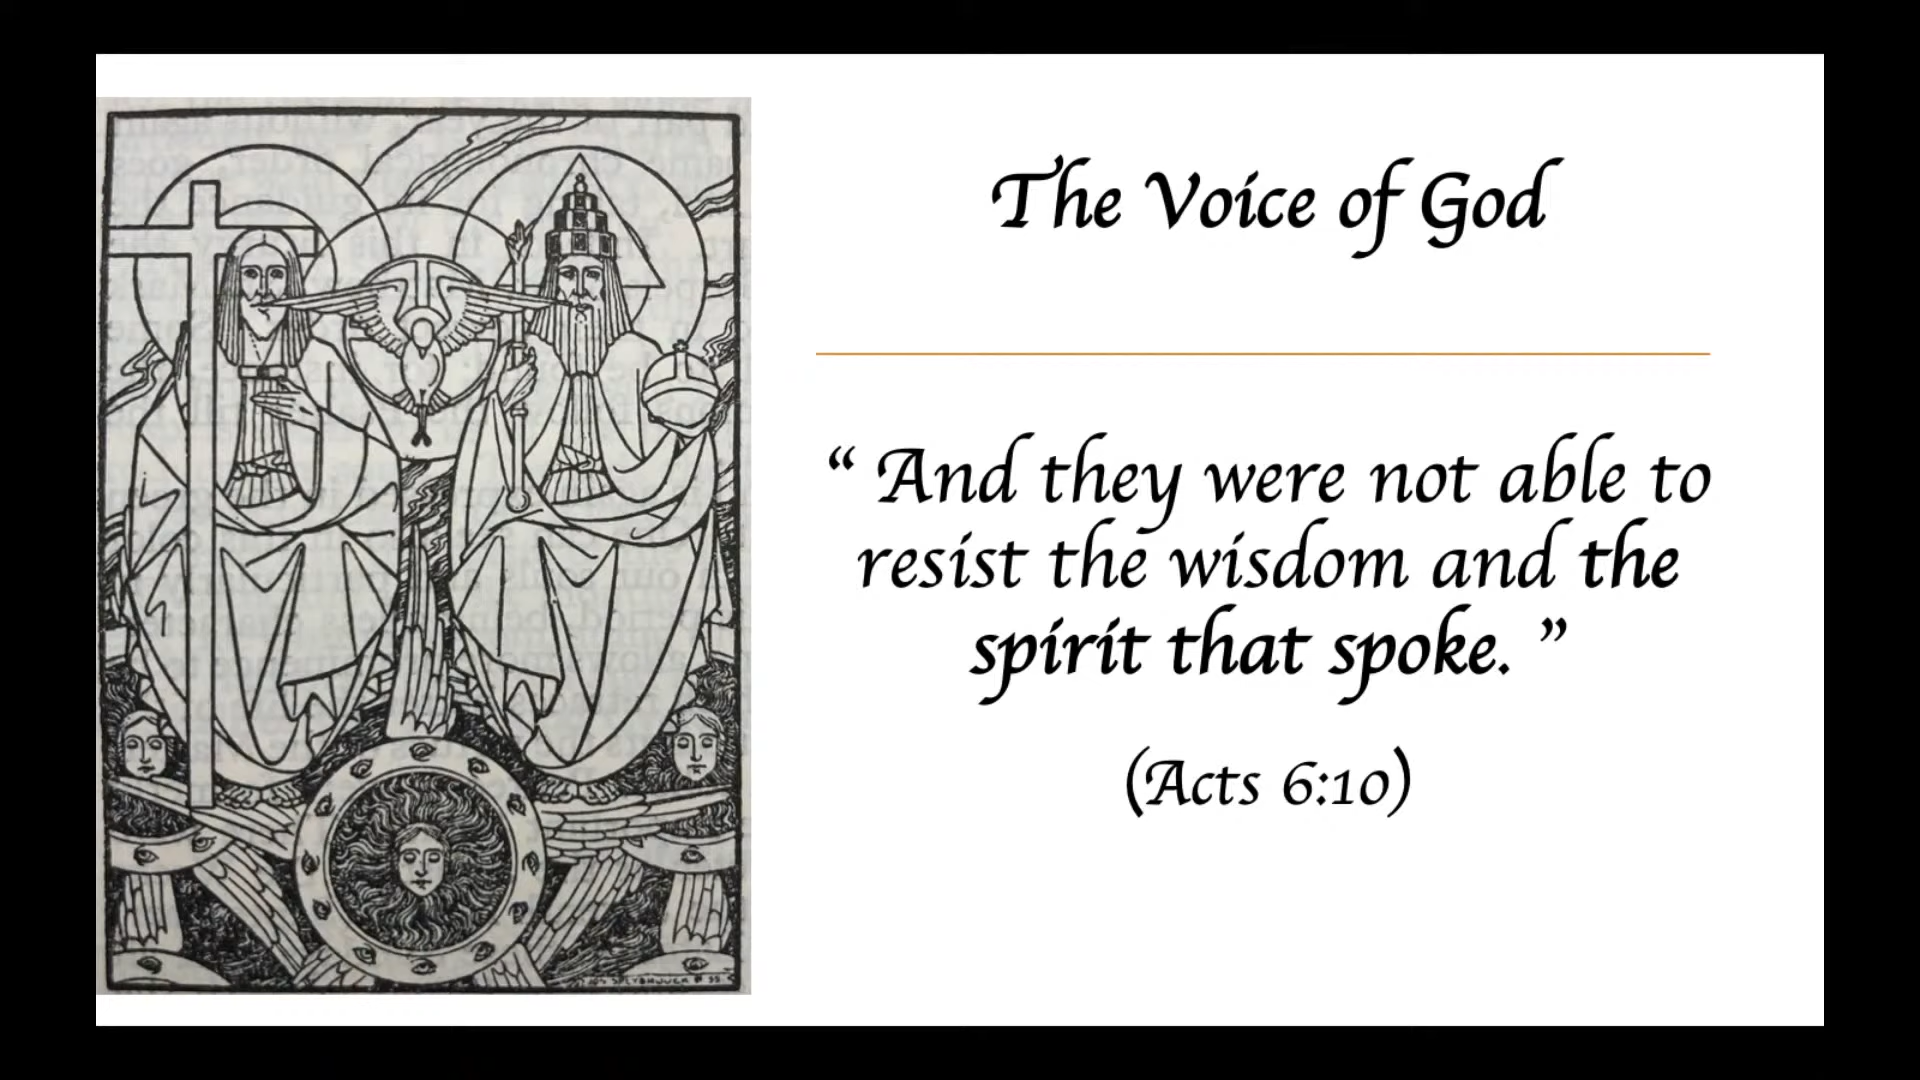 The Voice of God
“ And they were not able to
resist the wisdom and the
spirit that spoke. ”
(Acts 6:10)